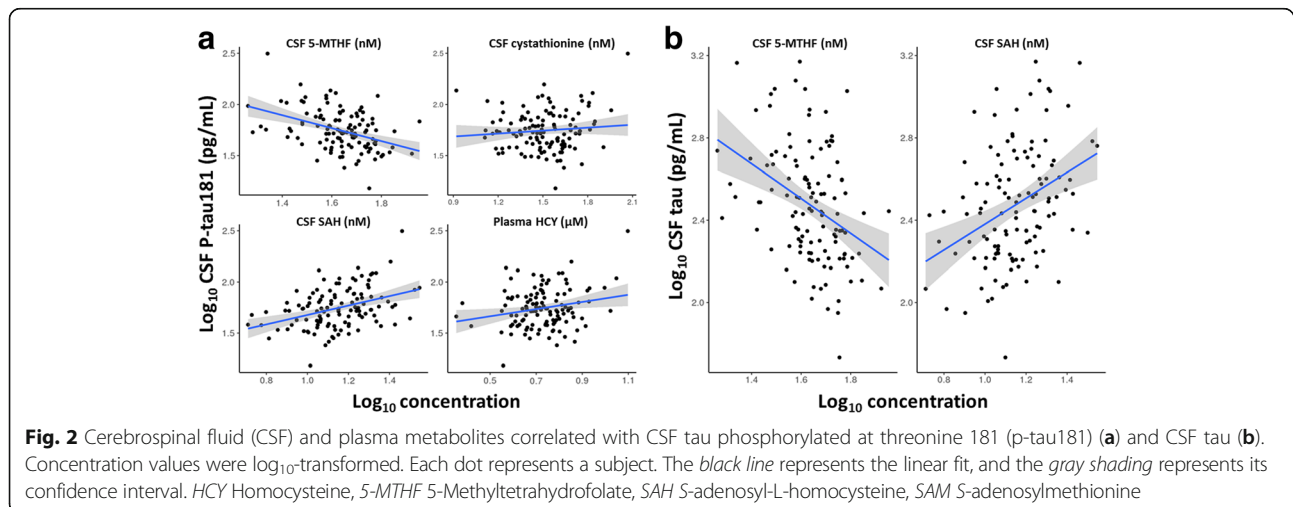 a
CSF 5-MTHF (nM)
CSF cystathionine (nM)
2.5
2.0
1.5
1.4 1.6 1.8
0.9 1.2 1.5 1.8 2.1
CSF SAH (nM)
Plasma HCY (µM)
2.5
2.0
1.5
0.8 1.0 1.2 1.4
0.5 0.7 0.9 1.1
Log10 CSF P-tau181 (pg/mL)
Log10 concentration
b
CSF 5-MTHF (nM)
CSF SAH (nM)
3.2
2.8
2.4
2.0
1.4 1.6 1.8
0.8 1.0 1.2 1.4
Log10 CSF tau (pg/mL)
Log10 concentration
Fig. 2 Cerebrospinal fluid (CSF) and plasma metabolites correlated with CSF tau phosphorylated at threonine 181 (p-tau181) (a) and CSF tau (b).
Concentration values were log10-transformed. Each dot represents a subject. The black line represents the linear fit, and the gray shading represents its
confidence interval. HCY Homocysteine, 5-MTHF 5-Methyltetrahydrofolate, SAH S-adenosyl-L-homocysteine, SAM S-adenosylmethionine